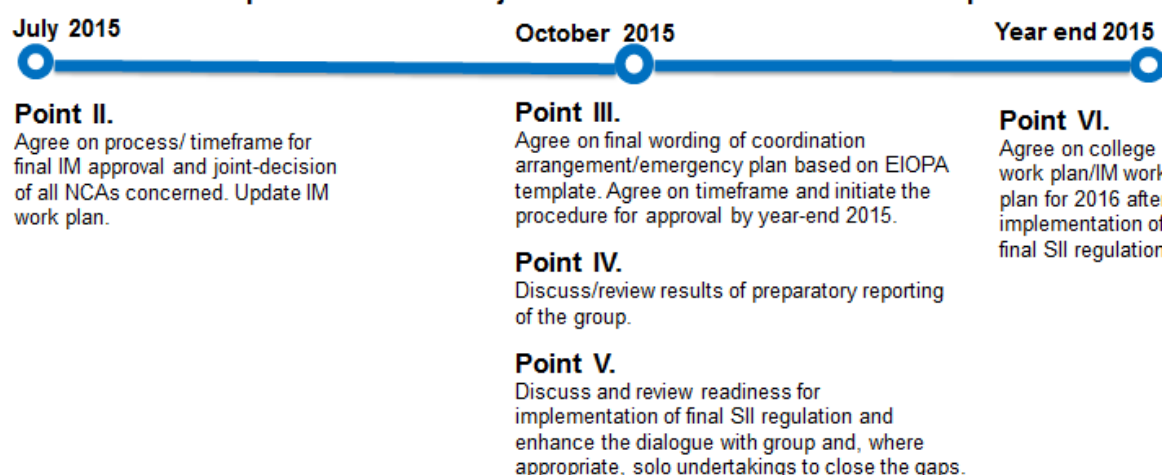 July 2015
October 2015
Year end 2015
Point II.
Agree on process/ timeframe for
final IM approval and joint-decision
of all NCAs concerned. Update IM
work plan.
Point III.
Agree on final wording of coordination
arrangement/emergency plan based on EIOPA
template. Agree on timeframe and initiate the
procedure for approval by year-end 2015.
Point IV.
Discuss/review results of preparatory reporting
of the group.
Point V.
Discuss and review readiness for
implementation of final SII regulation and
enhance the dialogue with group and, where
appropriate, solo undertakings to close the gaps.
Point VI.
Agree on college
work plan/IM work
plan for 2016 after
implementation of
final SII regulation